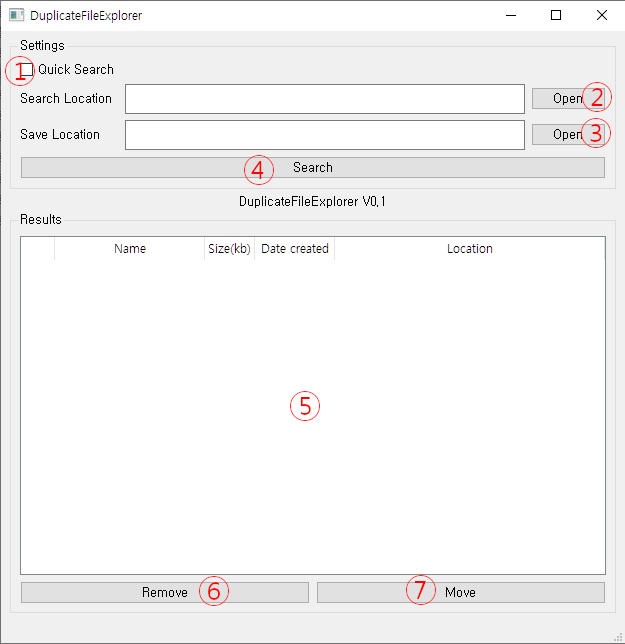 DuplicateFileExplorer
Settings
① Quick Search
Search Location Open ②
Save Location Open ③
④ Search
DuplicateFileExplorer V0.1
Results
Name Size(kb) Date created Location
⑤
Remove ⑥ ⑦ Move